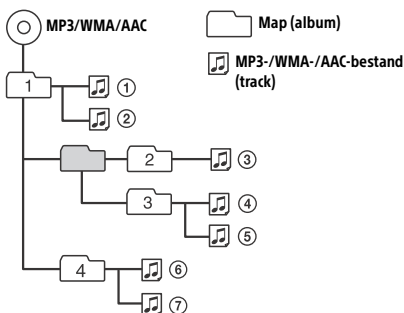 MP3/WMA/AAC
Map (album)
MP3-/WMA-/AAC-bestand
(track)
1
①
②
2
③
3
④
⑤
4
⑥
⑦